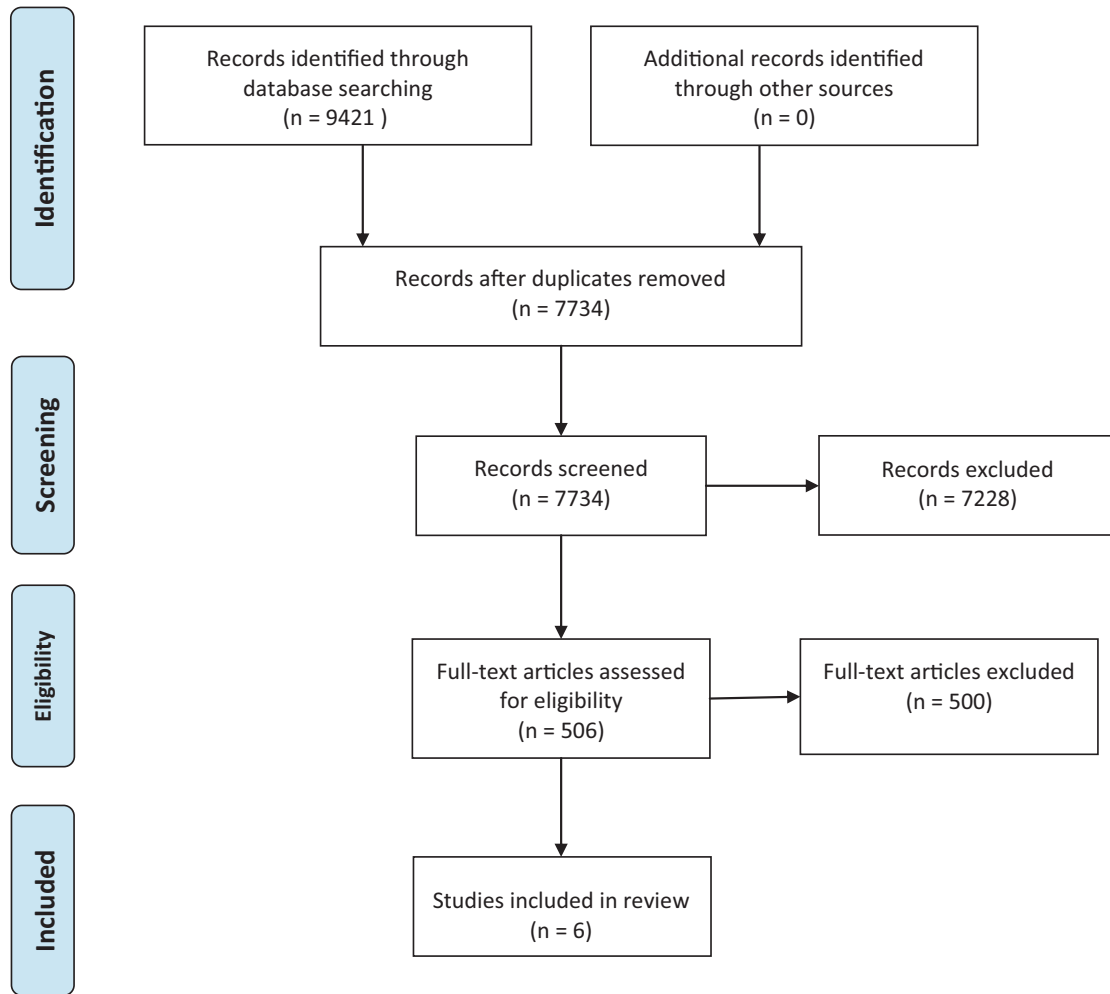 Identification
Records identified through
database searching
(n = 9421 )
Additional records identified
through other sources
(n = 0)
Records after duplicates removed
(n = 7734)
Screening
Records screened
(n = 7734)
Records excluded
(n = 7228)
Eligibility
Full-text articles assessed
for eligibility
(n = 506)
Full-text articles excluded
(n = 500)
Included
Studies included in review
(n = 6)